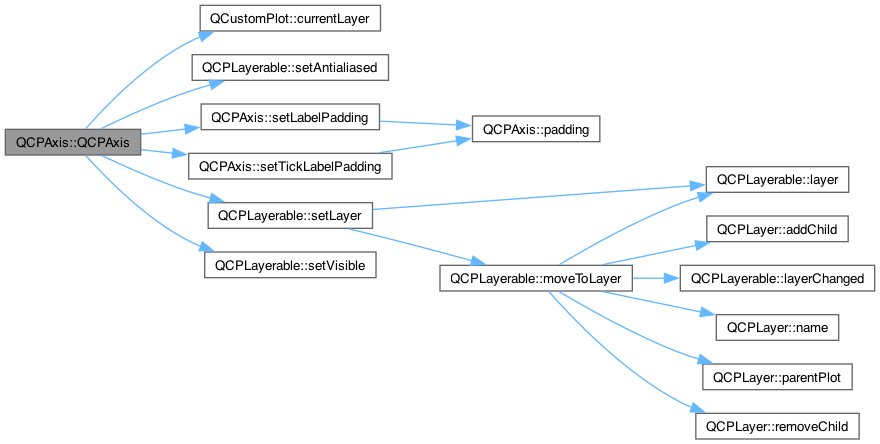 QCustomPlot::currentLayer
QCPLayerable::setAntialiased
QCPAxis::setLabelPadding
QCPAxis::padding
QCPAxis::QCPAxis
QCPAxis::setTickLabelPadding
QCPLayerable::layer
QCPLayerable::setLayer
QCPLayer::addChild
QCPLayerable::setVisible
QCPLayerable::moveToLayer
QCPLayerable::layerChanged
QCPLayer::name
QCPLayer::parentPlot
QCPLayer::removeChild